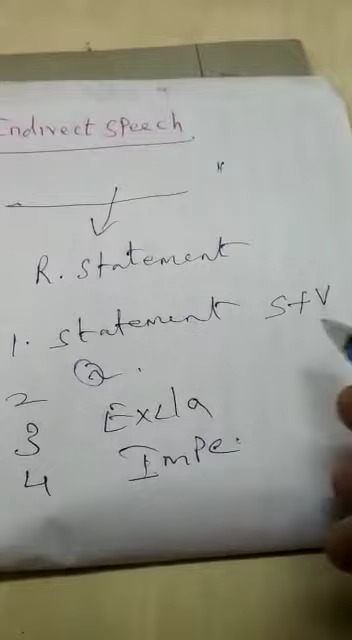 Indirect Speech
R. Statement
1. Statement S+V
2 Q.
3 Excla
4 Impe.